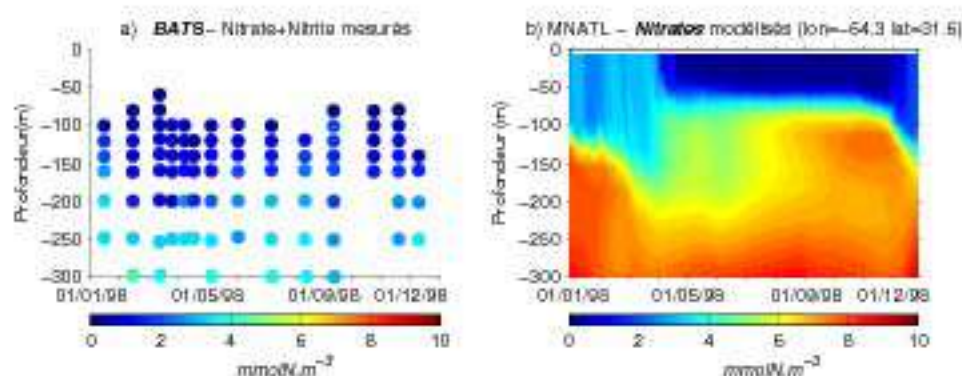 a) BATS– Nitrate+Nitrite mesurés
Profondeur(m)
0
−50
−100
−150
−200
−250
−300
01/01/98 01/05/98 01/09/98 01/12/98
0 2 4 6 8 10
mmolN.m−3
b) MNATL – Nitrates modélisés (lon=−64.3 lat=31.6)
Profondeur(m)
0
−50
−100
−150
−200
−250
−300
01/01/98 01/05/98 01/09/98 01/12/98
0 2 4 6 8 10
mmolN.m−3